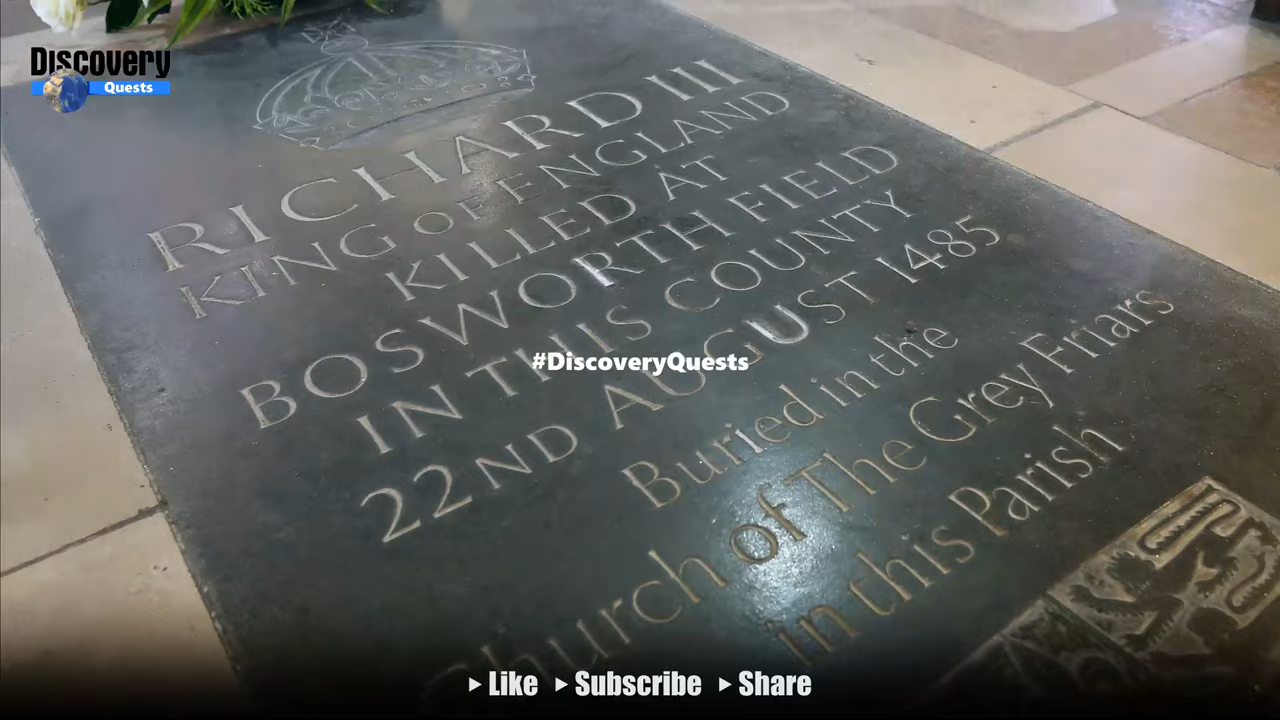 Discovery
Quests
RICHARD III
KING OF ENGLAND
KILLED AT
BOSWORTH FIELD
IN THIS COUNTY
22ND AUGUST 1485
Buried in the
Church of The Grey Friars
in this Parish
#DiscoveryQuests
Like Subscribe Share